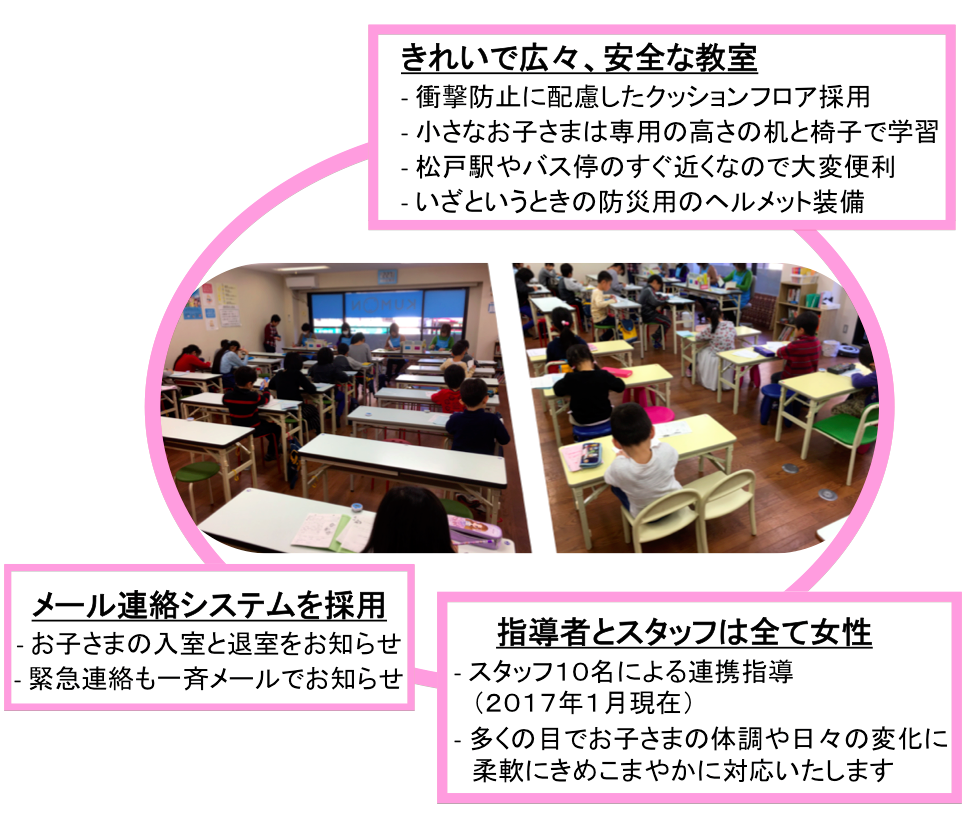 きれいで広々、安全な教室
- 衝撃防止に配慮したクッションフロア採用
- 小さなお子さまは専用の高さの机と椅子で学習
- 松戸駅やバス停のすぐ近くなので大変便利
- いざというときの防災用のヘルメット装備
メール連絡システムを採用
- お子さまの入室と退室をお知らせ
- 緊急連絡も一斉メールでお知らせ
指導者とスタッフは全て女性
- スタッフ１０名による連携指導
（２０１７年１月現在）
- 多くの目でお子さまの体調や日々の変化に
柔軟にきめこまやかに対応いたします